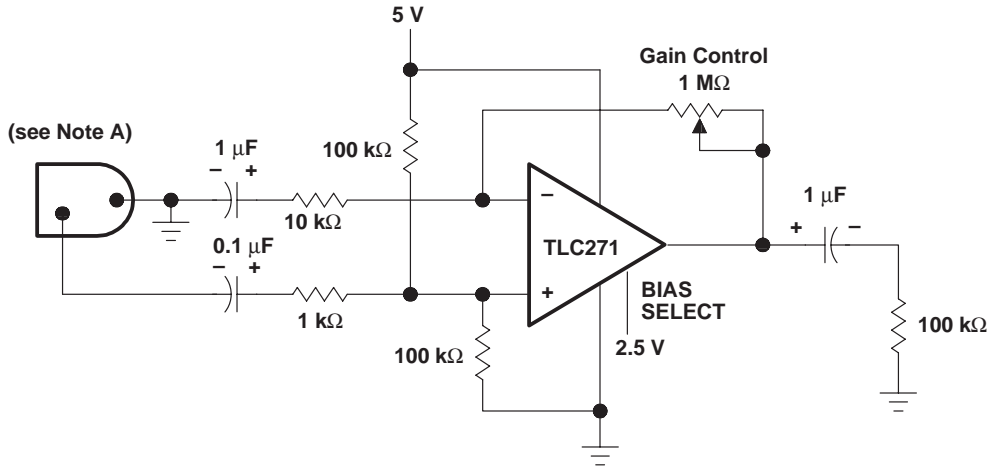 5 V
Gain Control
1 MΩ
(see Note A)
1 μF
− +
100 kΩ
10 kΩ
−
TLC271
+
1 μF
+ −
0.1 μF
− +
1 kΩ
BIAS
SELECT
2.5 V
100 kΩ
100 kΩ